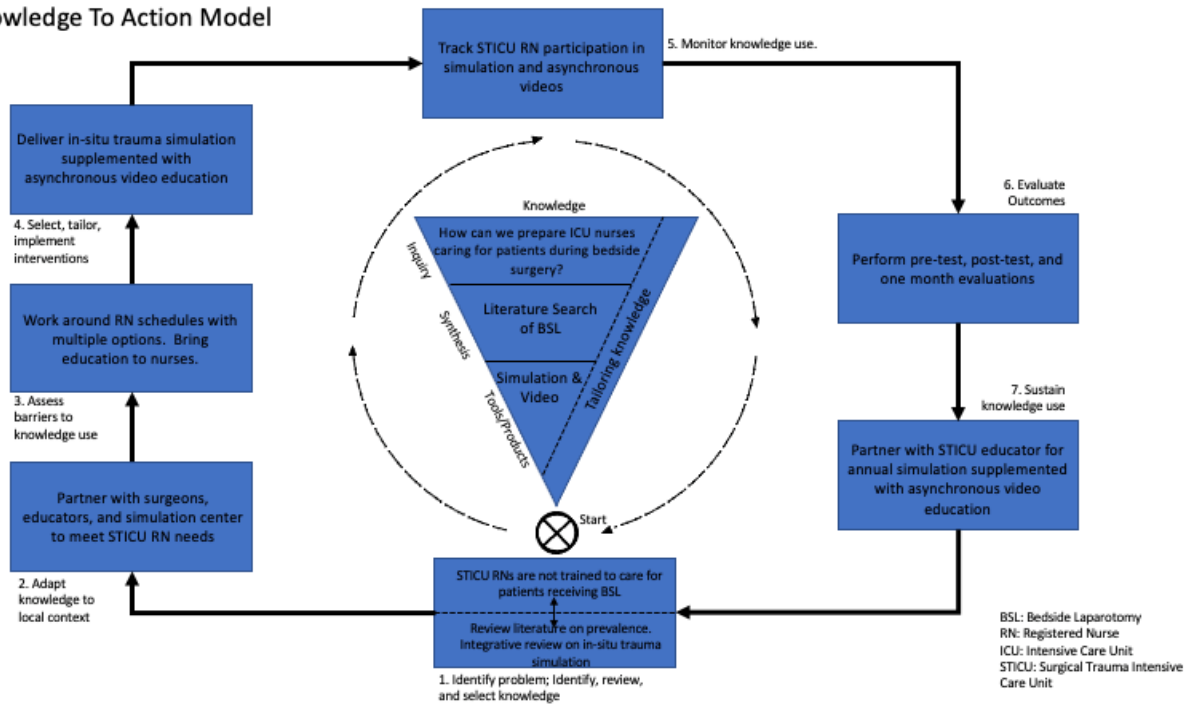 owledge To Action Model
Track STICU RN participation in
simulation and asynchronous
videos
5. Monitor knowledge use.
Deliver in-situ trauma simulation
supplemented with
asynchronous video education
4. Select, tailor,
implement
interventions
6. Evaluate
Outcomes
Knowledge
How can we prepare ICU nurses
caring for patients during bedside
surgery?
Inquiry
Literature Search
of BSL
Synthesis
Simulation &
Video
Tools/Products
Tailoring knowledge
Perform pre-test, post-test, and
one month evaluations
Work around RN schedules with
multiple options. Bring
education to nurses.
3. Assess
barriers to
knowledge use
7. Sustain
knowledge use
Partner with STICU educator for
annual simulation supplemented
with asynchronous video
education
Partner with surgeons,
educators, and simulation center
to meet STICU RN needs
2. Adapt
knowledge to
local context
Start
STICU RNs are not trained to care for
patients receiving BSL
Review literature on prevalence.
Integrative review on in-situ trauma
simulation
1. Identify problem; Identify, review,
and select knowledge
BSL: Bedside Laparotomy
RN: Registered Nurse
ICU: Intensive Care Unit
STICU: Surgical Trauma Intensive
Care Unit